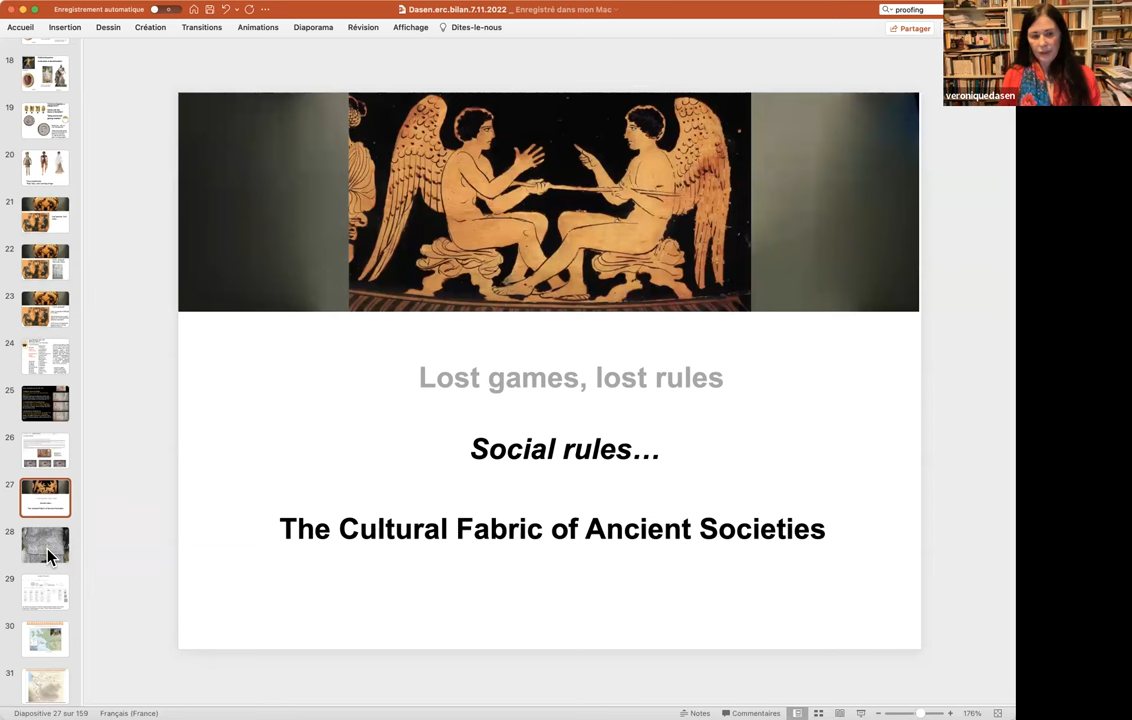 Enregistrement automatique
Dasen.erc.bilan.7.11.2022 _ Enregistré dans mon Mac
proofing
Accueil Insertion Dessin Création Transitions Animations Diaporama Révision Affichage Dites-le-nous
Partager
veroniquedasen
18
19
20
21
22
23
24
25
26
27
28
29
30
31
Lost games, lost rules
Social rules…
The Cultural Fabric of Ancient Societies
Diapositive 27 sur 159 Français (France) Notes Commentaires 176%